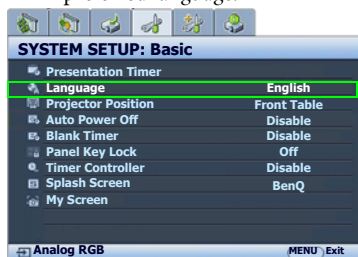 SYSTEM SETUP: Basic
Presentation Timer
Language English
Projector Position Front Table
Auto Power Off Disable
Blank Timer Disable
Panel Key Lock Off
Timer Controller Disable
Splash Screen BenQ
My Screen
Analog RGB MENU Exit